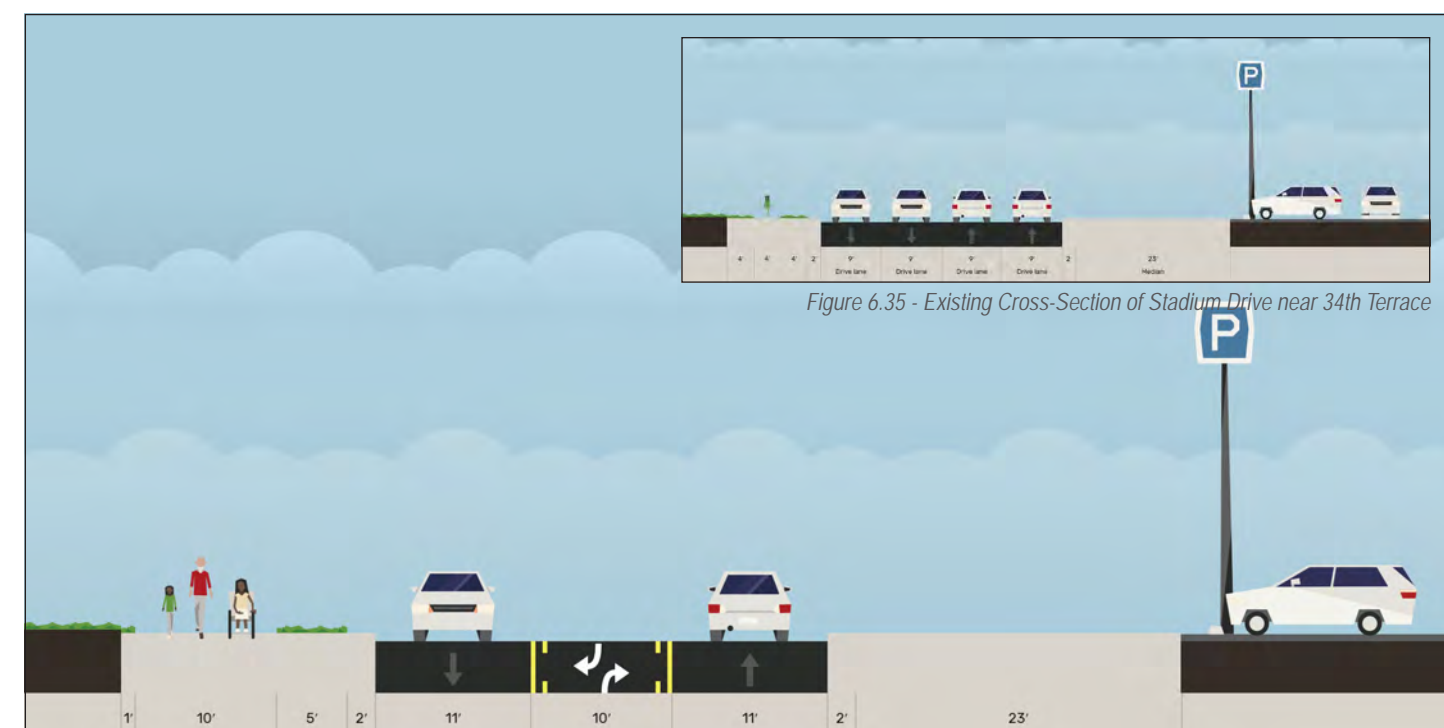 P
4' 4' 4' 2' 9' 9' 9' 9' 2 23'
Drive lane Drive lane Drive lane Drive lane Median
Figure 6.35 - Existing Cross-Section of Stadium Drive near 34th Terrace
P
1' 10' 5' 2' 11' 10' 11' 2' 23'